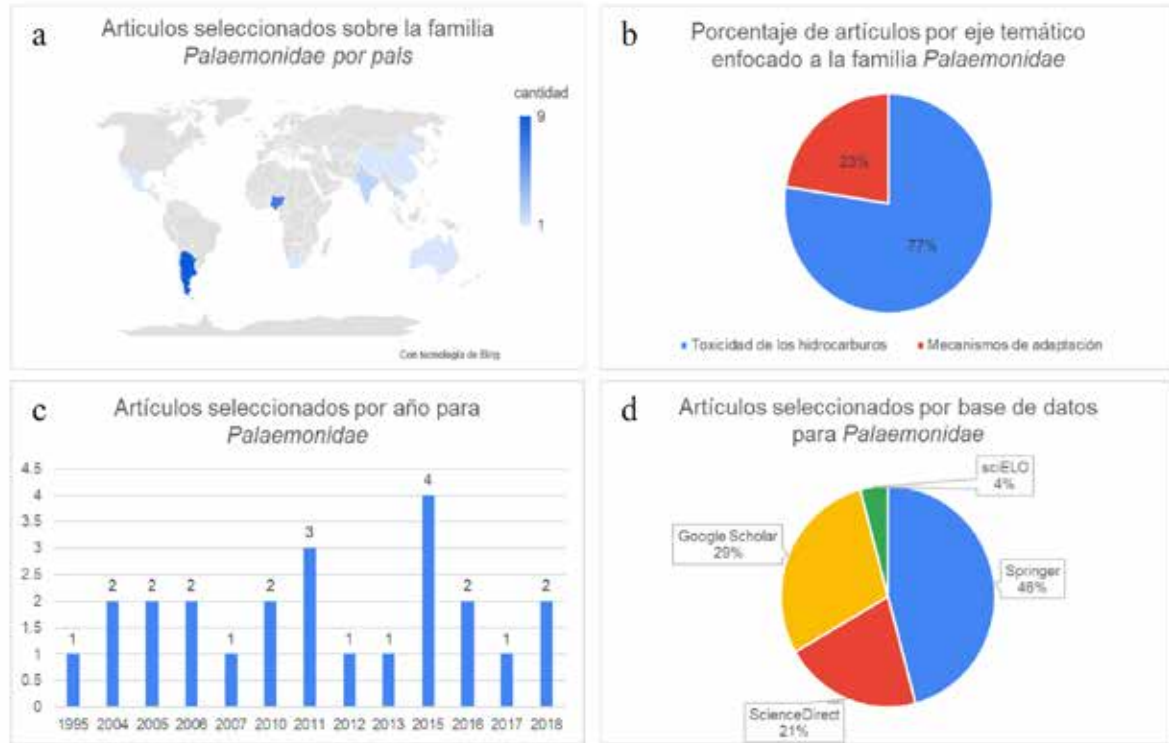 a
Artículos seleccionados sobre la familia
Palaemonidae por país
cantidad
9
1
Con tecnología de Bing
b
Porcentaje de artículos por eje temático
enfocado a la familia Palaemonidae
23%
77%
Toxicidad de los hidrocarburos
Mecanismos de adaptación
c
Artículos seleccionados por año para
Palaemonidae
4.5
4
3.5
3
2.5
2
1.5
1
0.5
0
1 2 2 2 1 2 3 1 1 4 2 1 2
1995 2004 2005 2006 2007 2010 2011 2012 2013 2015 2016 2017 2018
d
Artículos seleccionados por base de datos
para Palaemonidae
sciELO
4%
Google Scholar
29%
Springer
46%
ScienceDirect
21%